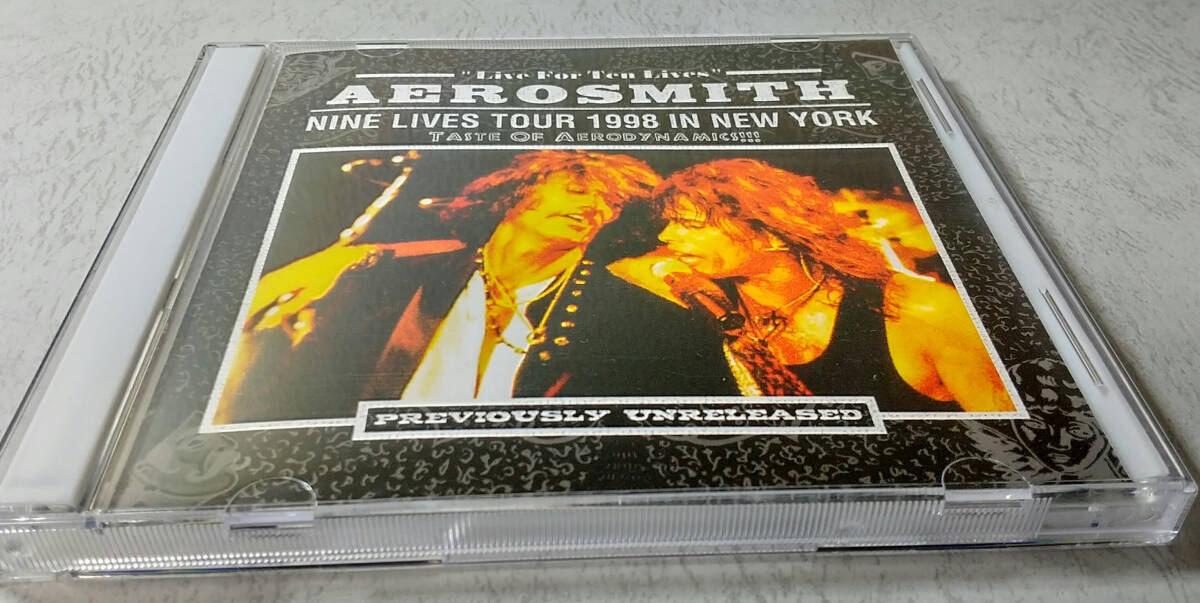 "Live For Ten Lives"
AEROSMITH
NINE LIVES TOUR 1998 IN NEW YORK
TASTE OF AERODYNAMICS!!!
PREVIOUSLY UNRELEASED